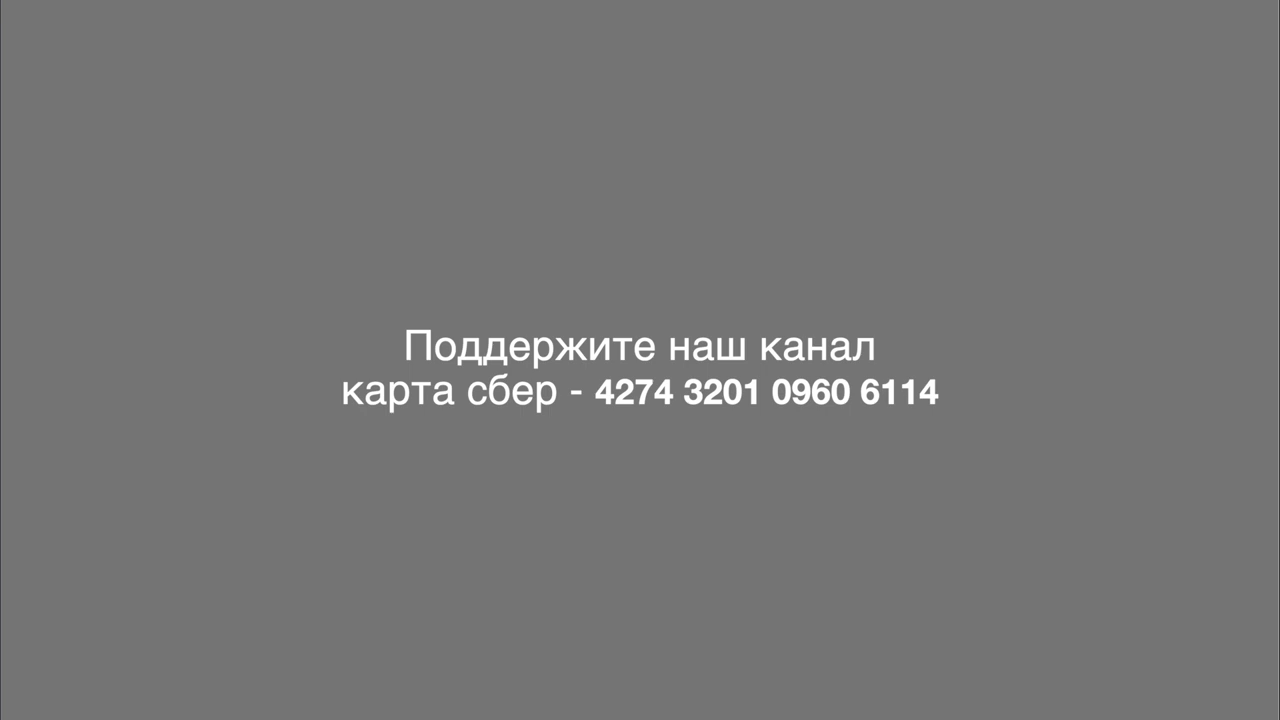 Поддержите наш канал
карта сбер - 4274 3201 0960 6114